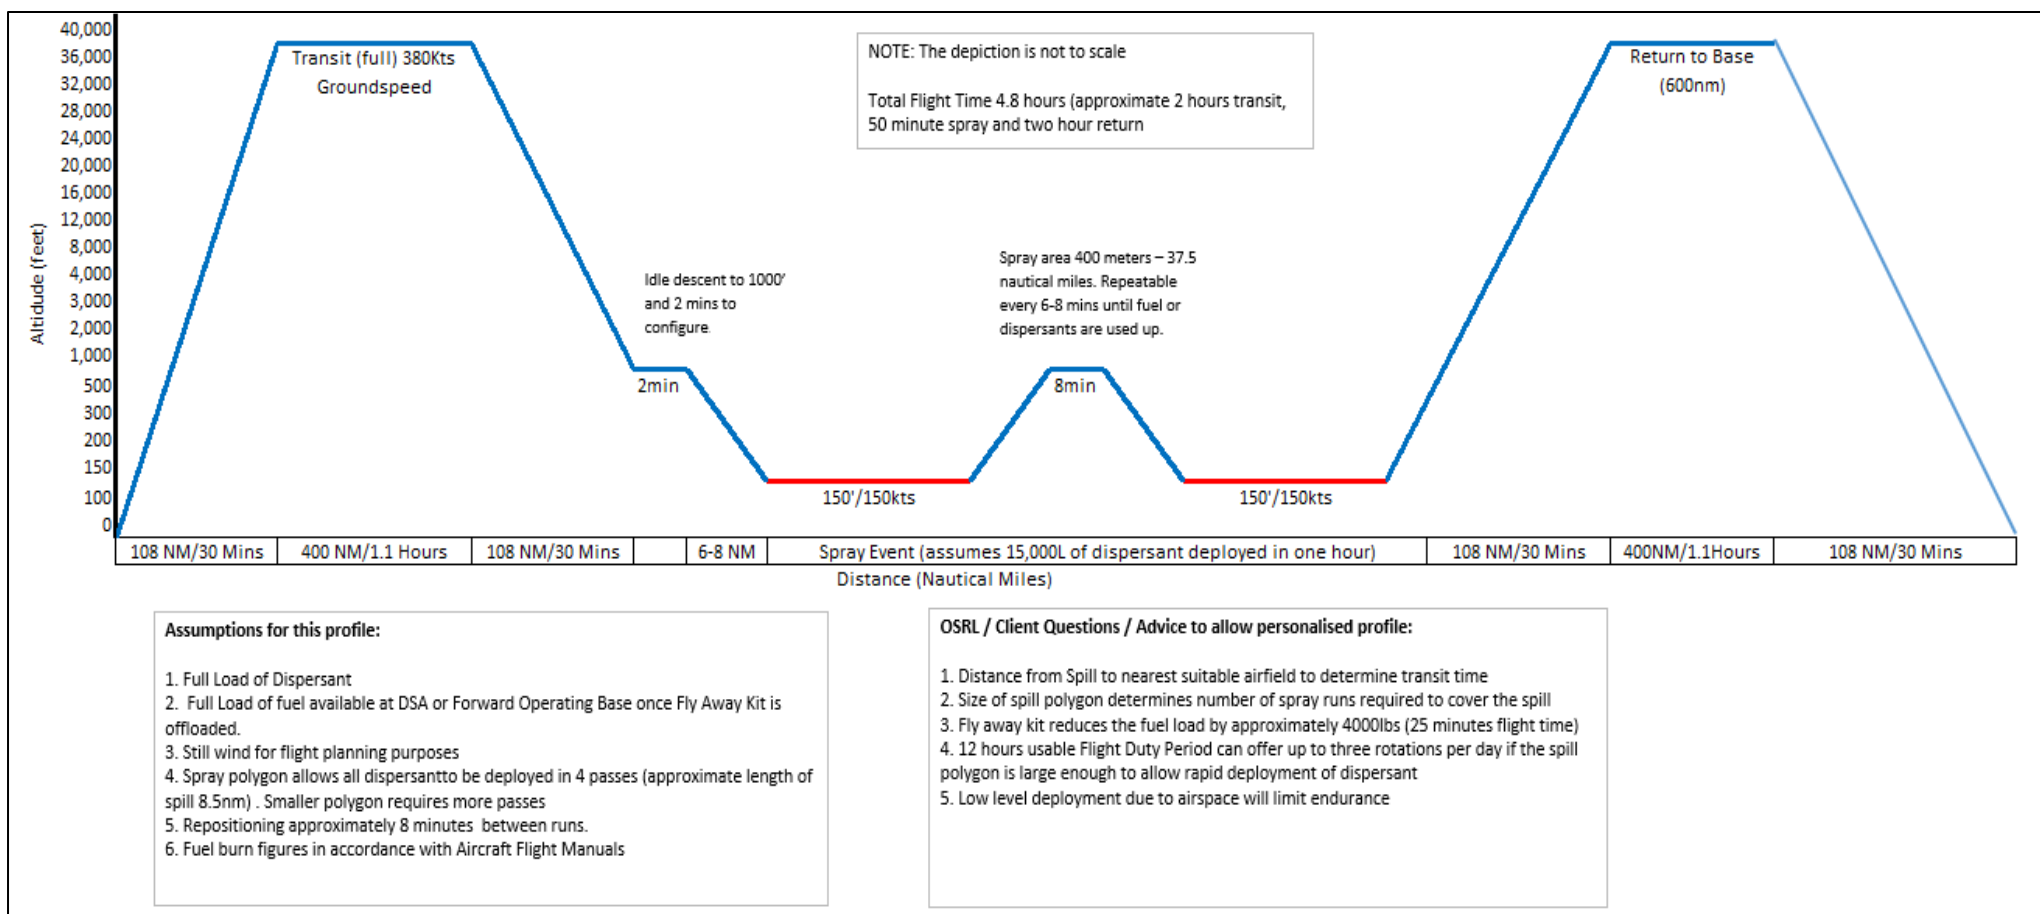 40,000
36,000
32,000
28,000
24,000
20,000
16,000
12,000
8,000
4,000
3,000
2,000
1,000
500
300
200
150
100
0
Altidude (feet)
Transit (full) 380Kts
Groundspeed
NOTE: The depiction is not to scale
Total Flight Time 4.8 hours (approximate 2 hours transit,
50 minute spray and two hour return
Return to Base
(600nm)
Idle descent to 1000'
and 2 mins to
configure
Spray area 400 meters – 37.5
nautical miles. Repeatable
every 6-8 mins until fuel or
dispersants are used up.
2min
8min
150'/150kts
150'/150kts
108 NM/30 Mins
400 NM/1.1 Hours
108 NM/30 Mins
6-8 NM
Spray Event (assumes 15,000L of dispersant deployed in one hour)
108 NM/30 Mins
400NM/1.1Hours
108 NM/30 Mins
Distance (Nautical Miles)
Assumptions for this profile:
1. Full Load of Dispersant
2. Full Load of fuel available at DSA or Forward Operating Base once Fly Away Kit is
offloaded.
3. Still wind for flight planning purposes
4. Spray polygon allows all dispersantto be deployed in 4 passes (approximate length of
spill 8.5nm) . Smaller polygon requires more passes
5. Repositioning approximately 8 minutes between runs.
6. Fuel burn figures in accordance with Aircraft Flight Manuals
OSRL / Client Questions / Advice to allow personalised profile:
1. Distance from Spill to nearest suitable airfield to determine transit time
2. Size of spill polygon determines number of spray runs required to cover the spill
3. Fly away kit reduces the fuel load by approximately 4000lbs (25 minutes flight time)
4. 12 hours usable Flight Duty Period can offer up to three rotations per day if the spill
polygon is large enough to allow rapid deployment of dispersant
5. Low level deployment due to airspace will limit endurance